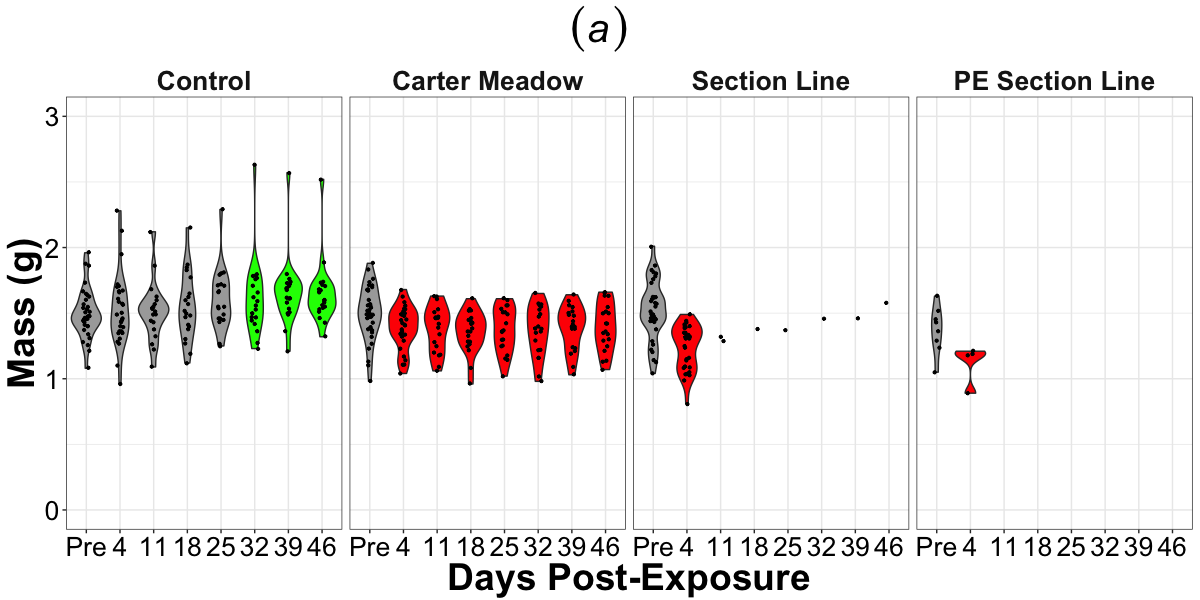 (a)
Control Carter Meadow Section Line PE Section Line
3
2
1
0
Mass (g)
Pre 4 11 18 25 32 39 46 Pre 4 11 18 25 32 39 46 Pre 4 11 18 25 32 39 46 Pre 4 11 18 25 32 39 46
Days Post-Exposure